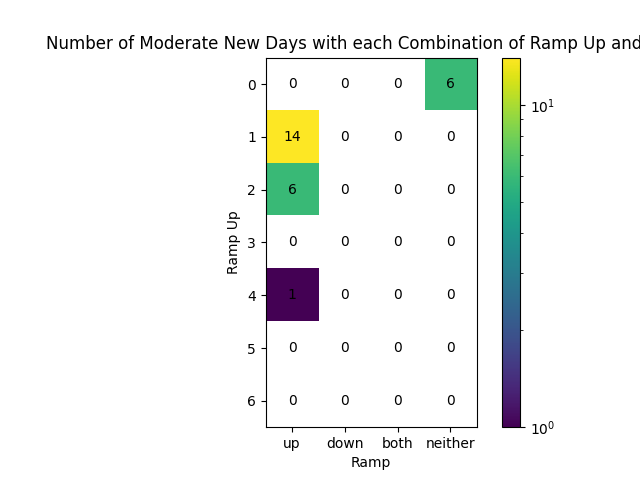 Number of Moderate New Days with each Combination of Ramp Up and
0 0 0 0 6
1 14 0 0 0
2 6 0 0 0
3 0 0 0 0
4 1 0 0 0
5 0 0 0 0
6 0 0 0 0
up down both neither
Ramp
Ramp Up
10¹
10⁰